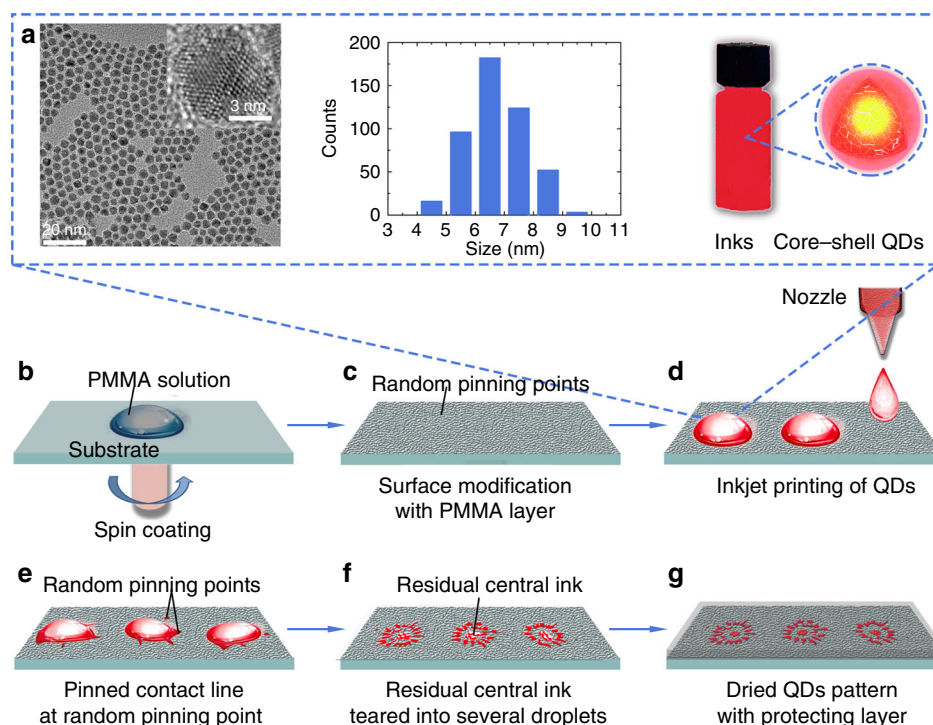 a
3 nm
20 nm
Counts
200
150
100
50
0
3 4 5 6 7 8 9 10 11
Size (nm)
Inks
Core–shell QDs
Nozzle
b
PMMA solution
Substrate
Spin coating
c
Random pinning points
Surface modification
with PMMA layer
d
Inkjet printing of QDs
e
Random pinning points
Pinned contact line
at random pinning point
f
Residual central ink
Residual central ink
teared into several droplets
g
Dried QDs pattern
with protecting layer